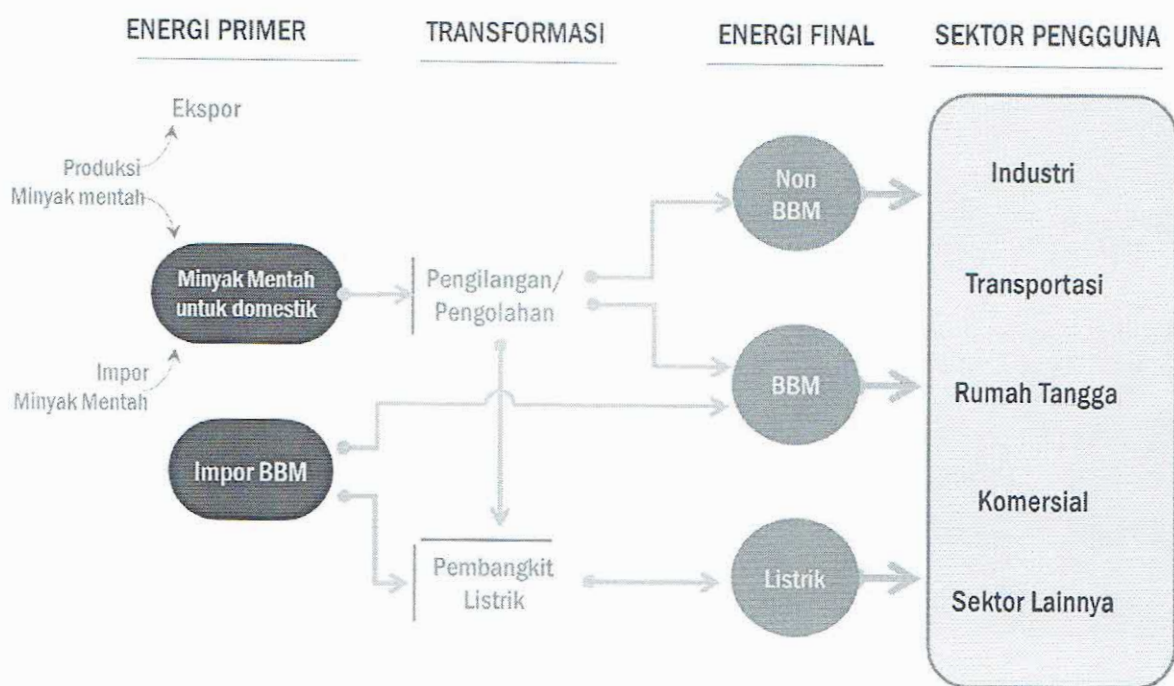 ENERGI PRIMER
TRANSFORMASI
ENERGI FINAL
SEKTOR PENGGUNA
Ekspor
Produksi
Minyak mentah
Minyak Mentah
untuk domestik
Impor
Minyak Mentah
Impor BBM
Pengilangan/
Pengolahan
Pembangkit
Listrik
Non
BBM
BBM
Listrik
Industri
Transportasi
Rumah Tangga
Komersial
Sektor Lainnya